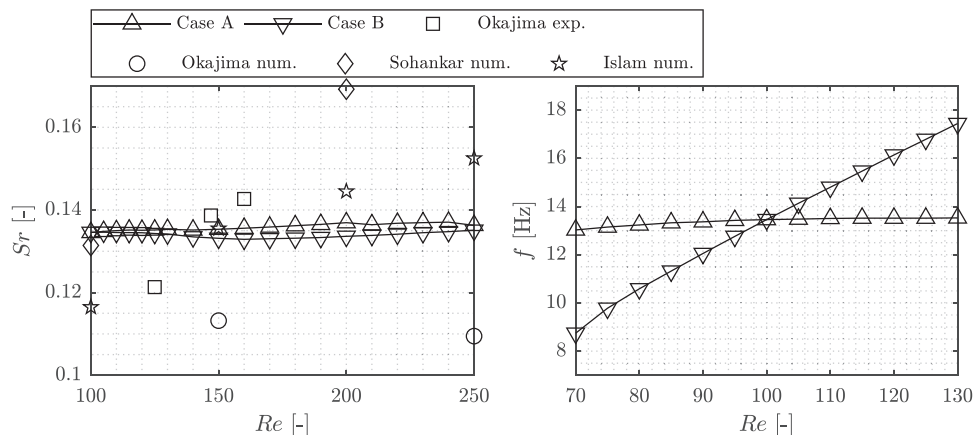 Case A Case B Okajima exp.
Okajima num. Sohankar num. Islam num.
0.16
0.14
0.12
0.1
Sr [-]
100 150 200 250
Re [-]
18
16
14
12
10
8
f [Hz]
70 80 90 100 110 120 130
Re [-]